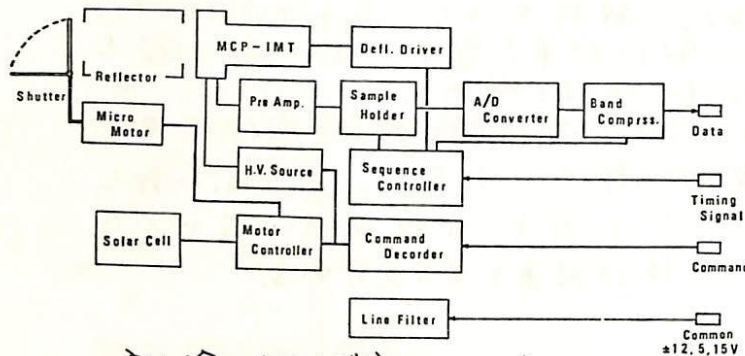 MCP-IMT
Defl. Driver
Reflector
Shutter
Micro
Motor
Pre Amp.
Sample
Holder
A/D
Converter
Band
Comprss.
Data
H.V. Source
Sequence
Controller
Timing
Signal
Solar Cell
Motor
Controller
Command
Decorder
Command
Line Filter
Common
±12, 5, 15V